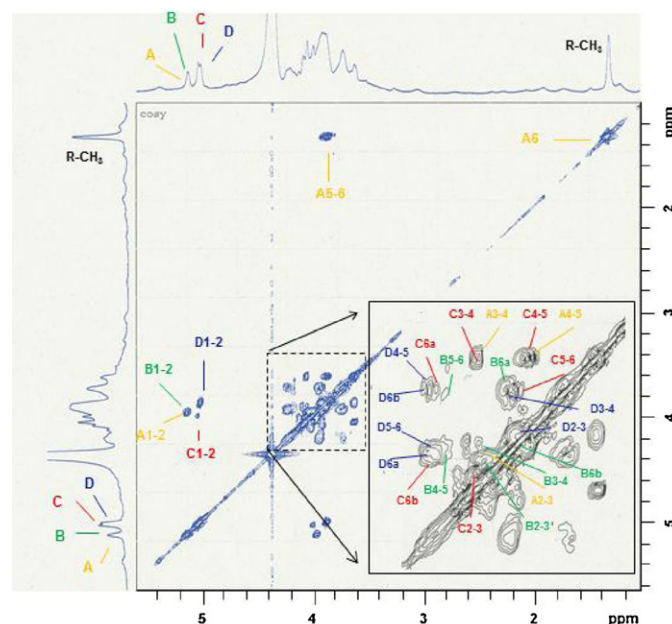 C
B
D
A
R-CH3
cosy
R-CH3
A6
A5-6
D1-2
B1-2
A1-2
C1-2
C3-4
A3-4
C4-5
A4-5
C6a
B5-6
B6a
D4-5
C5-6
D6b
D3-4
D5-6
D2-3
D6a
B6b
B3-4
B4-5
C6b
A2-3
C2-3
B2-3'
D
C
B
A
ppm
2
3
4
5
5
4
3
2
ppm